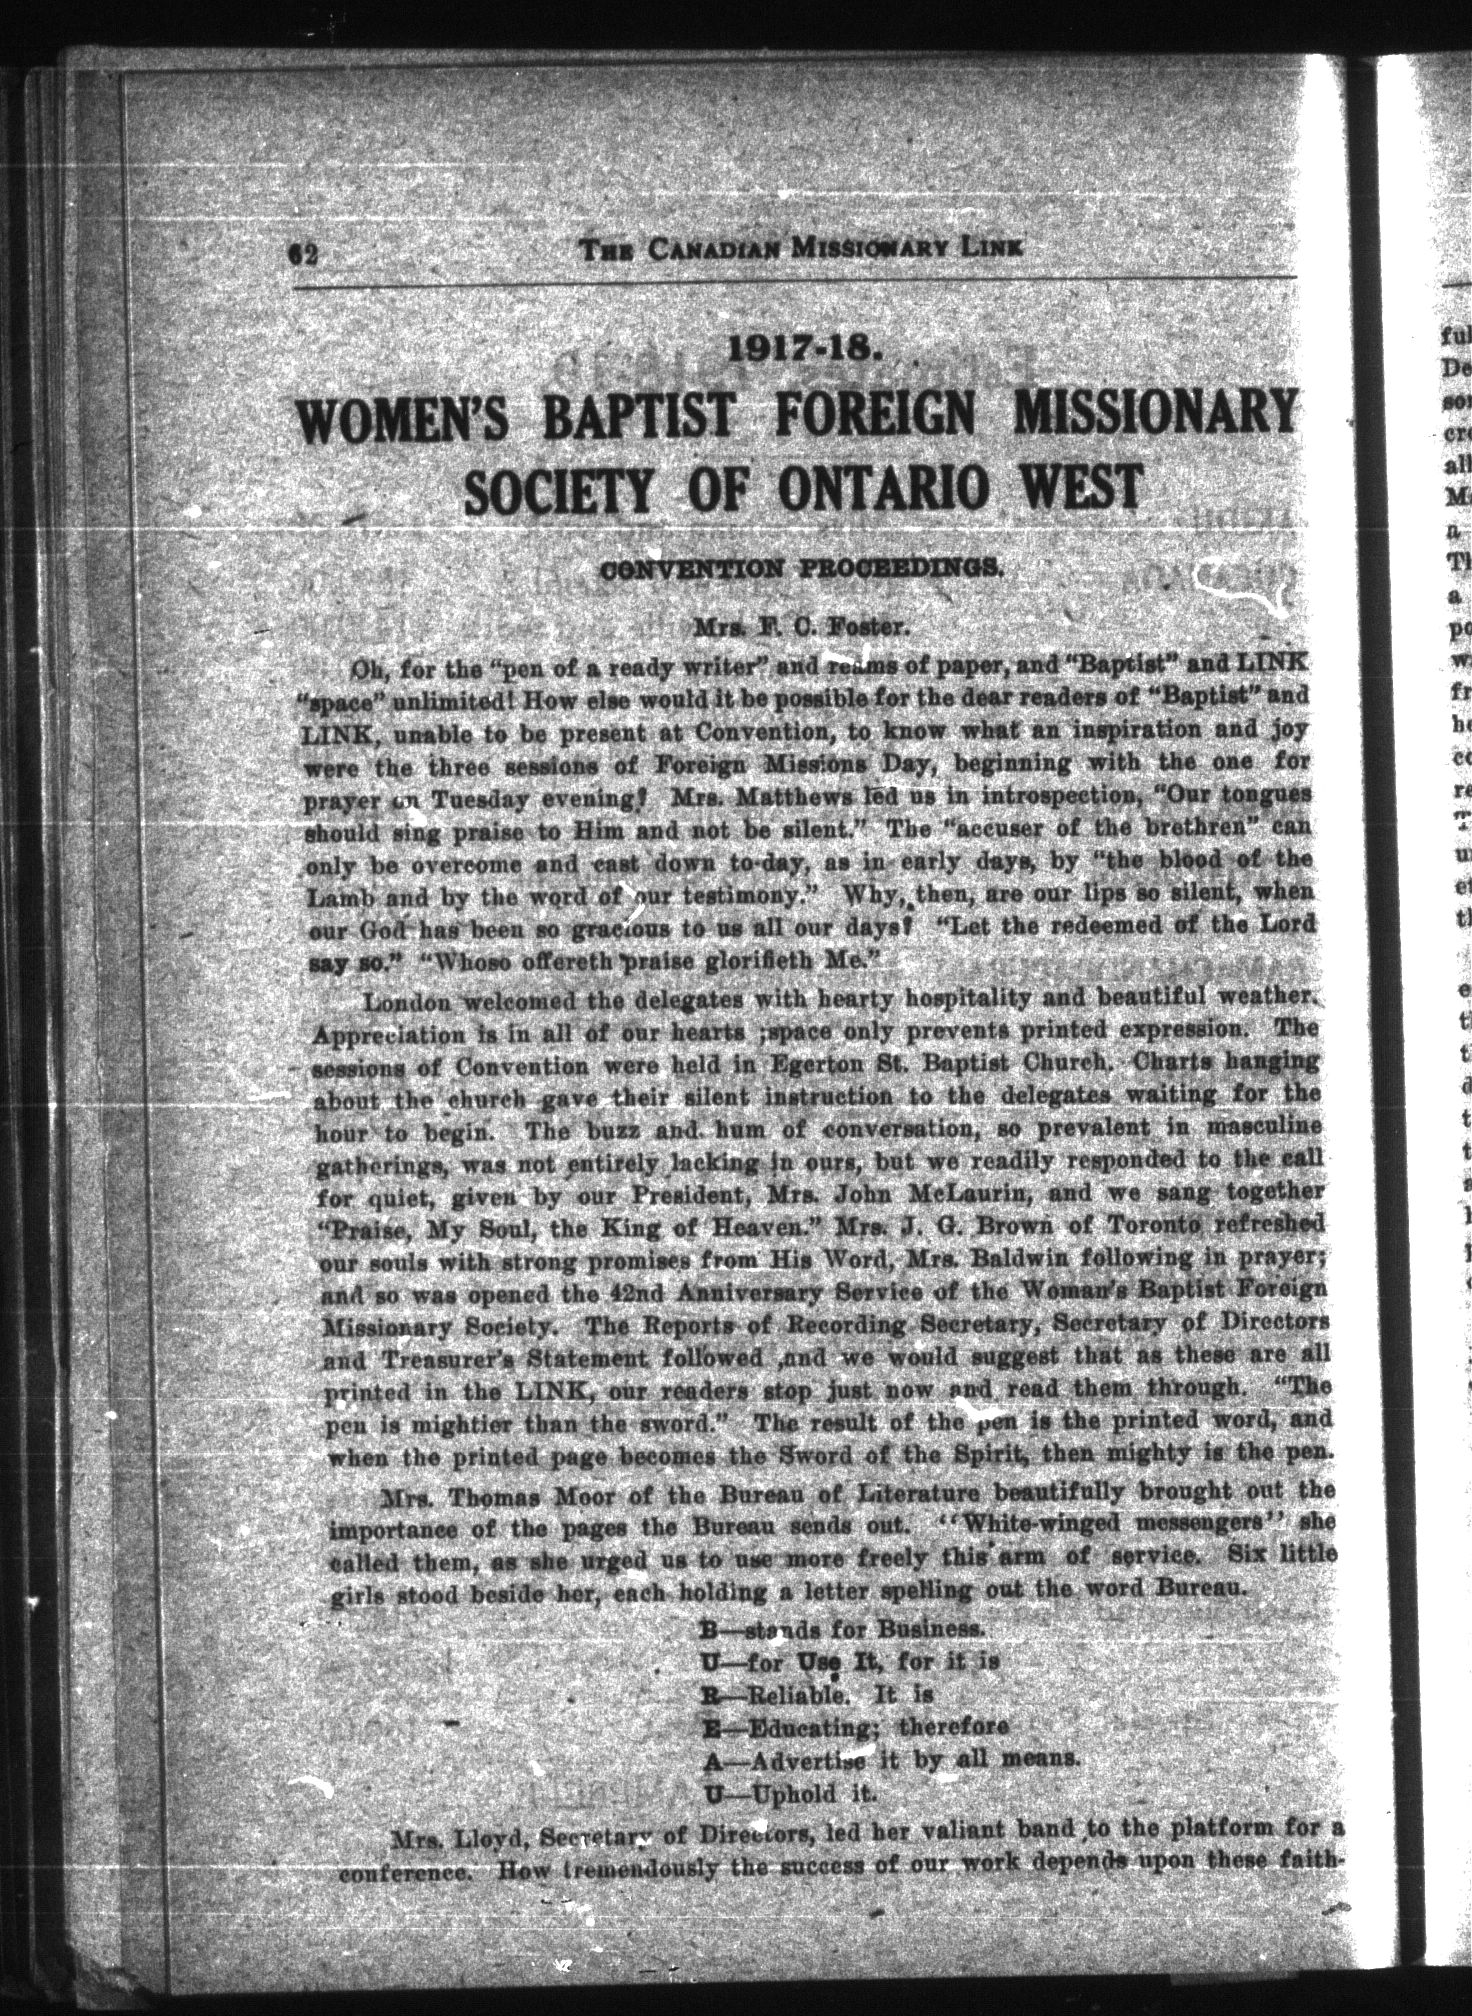 62
THE CANADIAN MISSIONARY LINK
1917-18.
WOMEN'S BAPTIST FOREIGN MISSIONARY
SOCIETY OF ONTARIO WEST
CONVENTION PROCEEDINGS.
Mrs. F. C. Foster.
Oh, for the "pen of a ready writer" and reams of paper, and "Baptist" and LINK
"space" unlimited! How else would it be possible for the dear readers of "Baptist" and
LINK, unable to be present at Convention, to know what an inspiration and joy
were the three sessions of Foreign Missions Day, beginning with the one for
prayer on Tuesday evening! Mrs. Matthews led us in introspection, "Our tongues
should sing praise to Him and not be silent." The "accuser of the brethren" can
only be overcome and cast down to-day, as in early days, by "the blood of the
Lamb and by the word of our testimony." Why, then, are our lips so silent, when
our God has been so gracious to us all our days? "Let the redeemed of the Lord
say so." "Whoso offereth praise glorifieth Me."
London welcomed the delegates with hearty hospitality and beautiful weather.
Appreciation is in all of our hearts ;space only prevents printed expression. The
sessions of Convention were held in Egerton St. Baptist Church. Charts hanging
about the church gave their silent instruction to the delegates waiting for the
hour to begin. The buzz and hum of conversation, so prevalent in masculine
gatherings, was not entirely lacking in ours, but we readily responded to the call
for quiet, given by our President, Mrs. John McLaurin, and we sang together
"Praise, My Soul, the King of Heaven." Mrs. J. G. Brown of Toronto refreshed
our souls with strong promises from His Word, Mrs. Baldwin following in prayer;
and so was opened the 42nd Anniversary Service of the Woman's Baptist Foreign
Missionary Society. The Reports of Recording Secretary, Secretary of Directors
and Treasurer's Statement followed ,and we would suggest that as these are all
printed in the LINK, our readers stop just now and read them through. "The
pen is mightier than the sword." The result of the pen is the printed word, and
when the printed page becomes the Sword of the Spirit, then mighty is the pen.
Mrs. Thomas Moor of the Bureau of Literature beautifully brought out the
importance of the pages the Bureau sends out. "White-winged messengers" she
called them, as she urged us to use more freely this arm of service. Six little
girls stood beside her, each holding a letter spelling out the word Bureau.
B—stands for Business.
U—for Use It, for it is
R—Reliable. It is
E—Educating; therefore
A—Advertise it by all means.
U—Uphold it.
Mrs. Lloyd, Secretary of Directors, led her valiant band to the platform for a
conference. How tremendously the success of our work depends upon these faith-